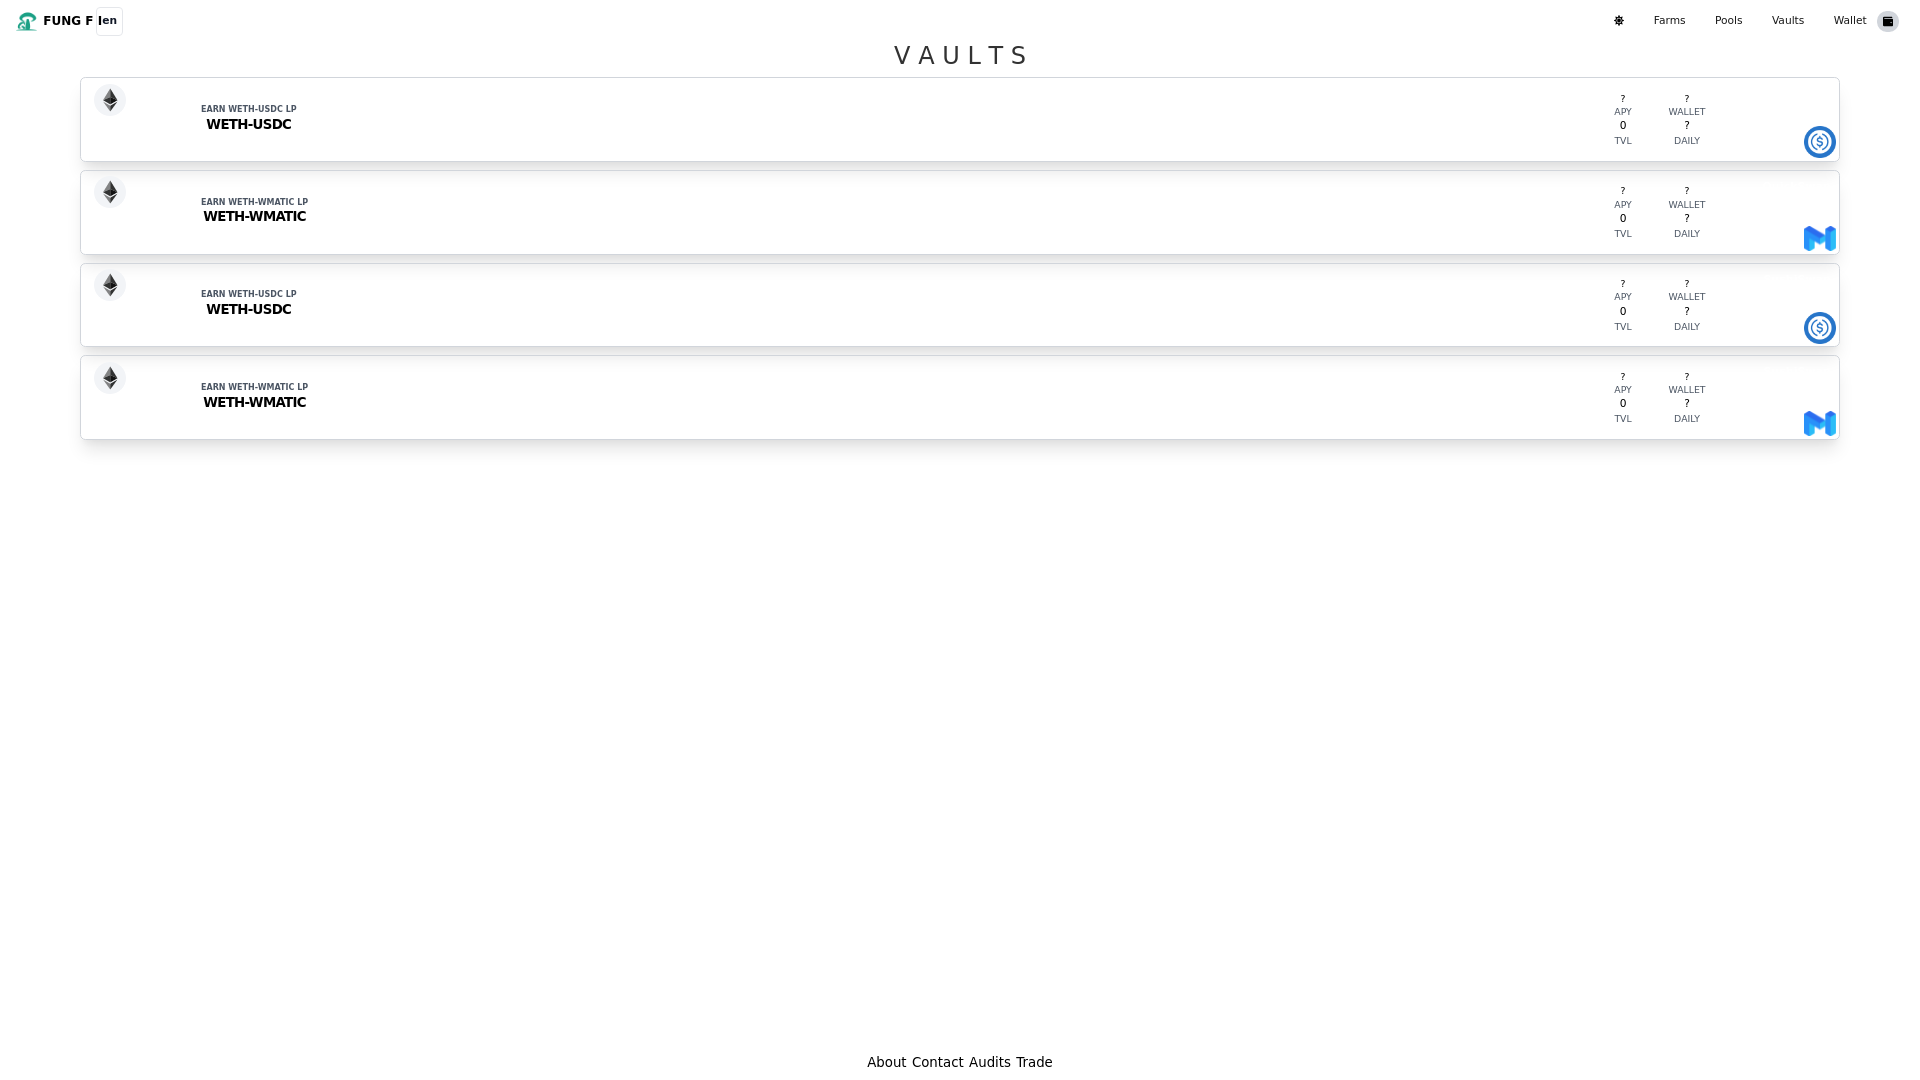 FUNG F I en
Farms Pools Vaults Wallet
VAULTS
EARN WETH-USDC LP
WETH-USDC
? ?
APY WALLET
0 ?
TVL DAILY
EARN WETH-WMATIC LP
WETH-WMATIC
? ?
APY WALLET
0 ?
TVL DAILY
EARN WETH-USDC LP
WETH-USDC
? ?
APY WALLET
0 ?
TVL DAILY
EARN WETH-WMATIC LP
WETH-WMATIC
? ?
APY WALLET
0 ?
TVL DAILY
About Contact Audits Trade